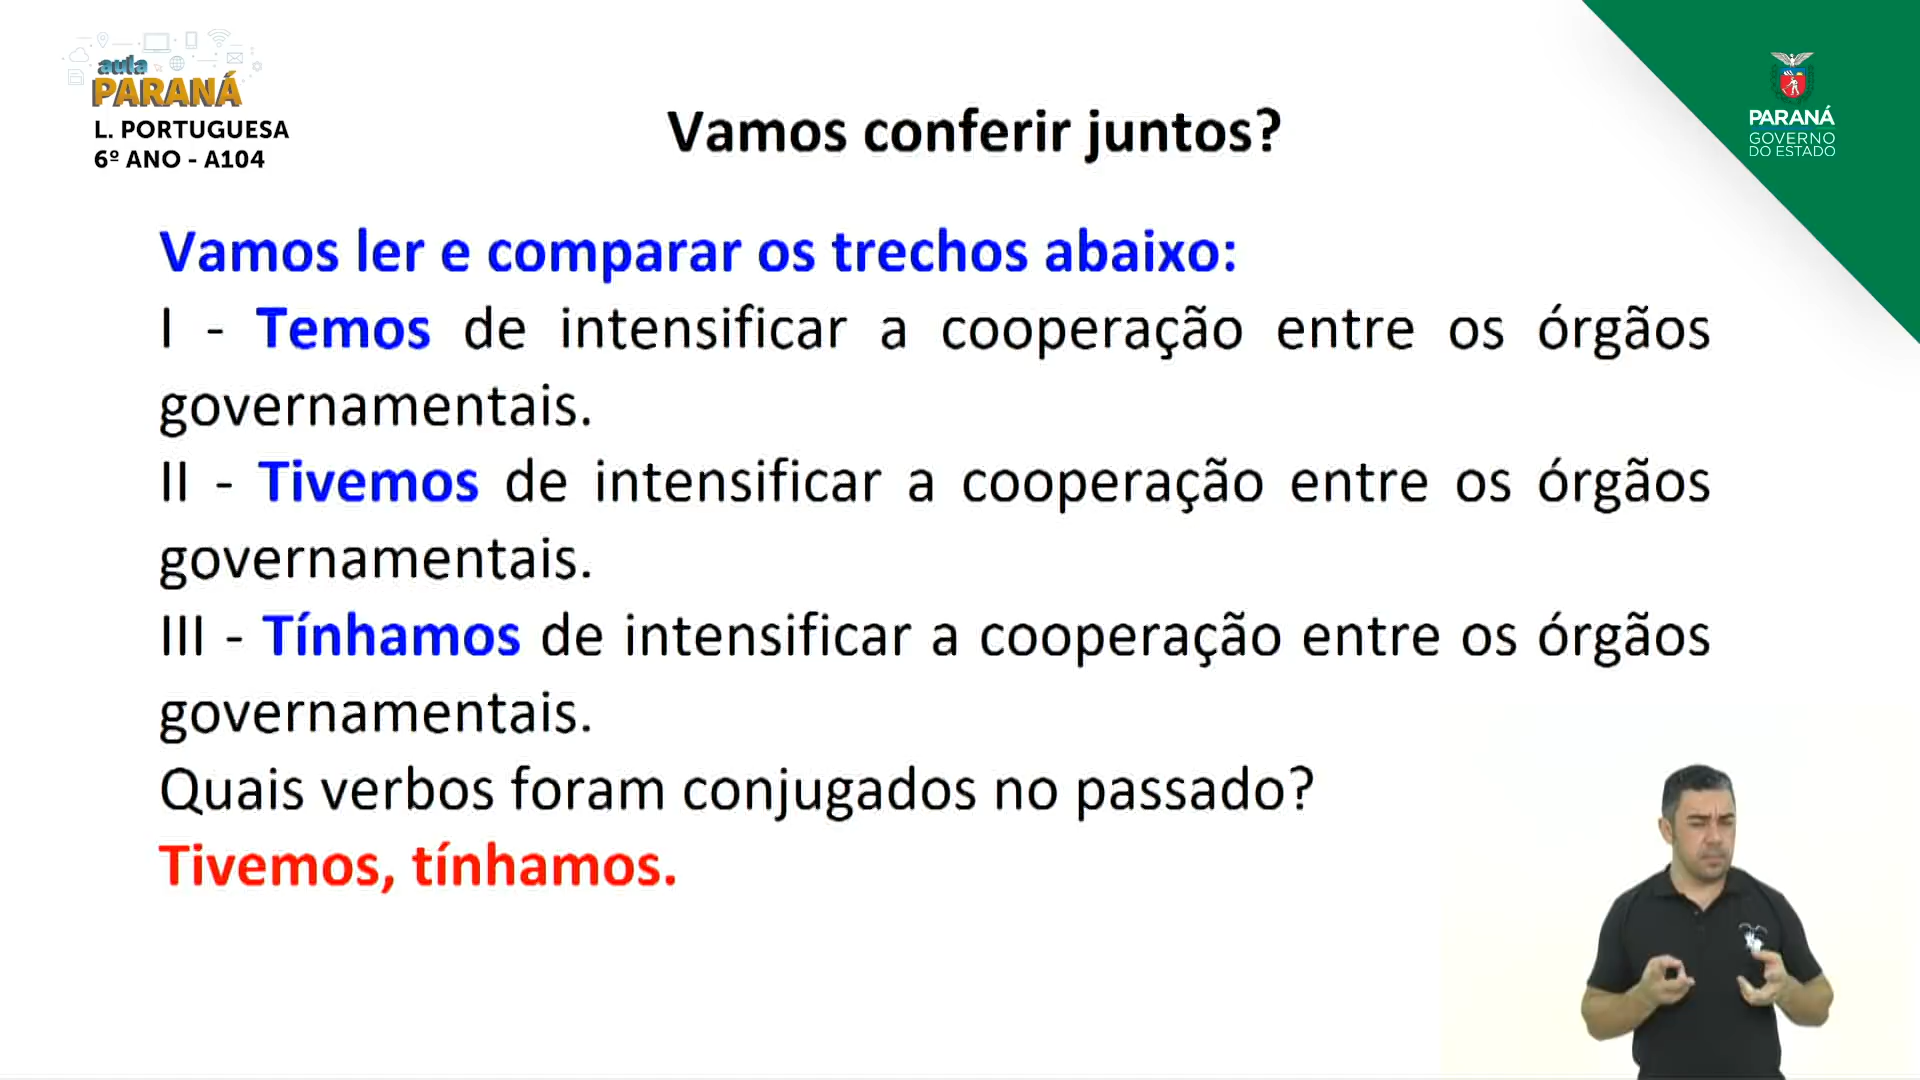 aula
PARANÁ
L. PORTUGUESA
6º ANO - A104
PARANÁ
GOVERNO
DO ESTADO
Vamos conferir juntos?
Vamos ler e comparar os trechos abaixo:
I - Temos de intensificar a cooperação entre os órgãos
governamentais.
II - Tivemos de intensificar a cooperação entre os órgãos
governamentais.
III - Tínhamos de intensificar a cooperação entre os órgãos
governamentais.
Quais verbos foram conjugados no passado?
Tivemos, tínhamos.